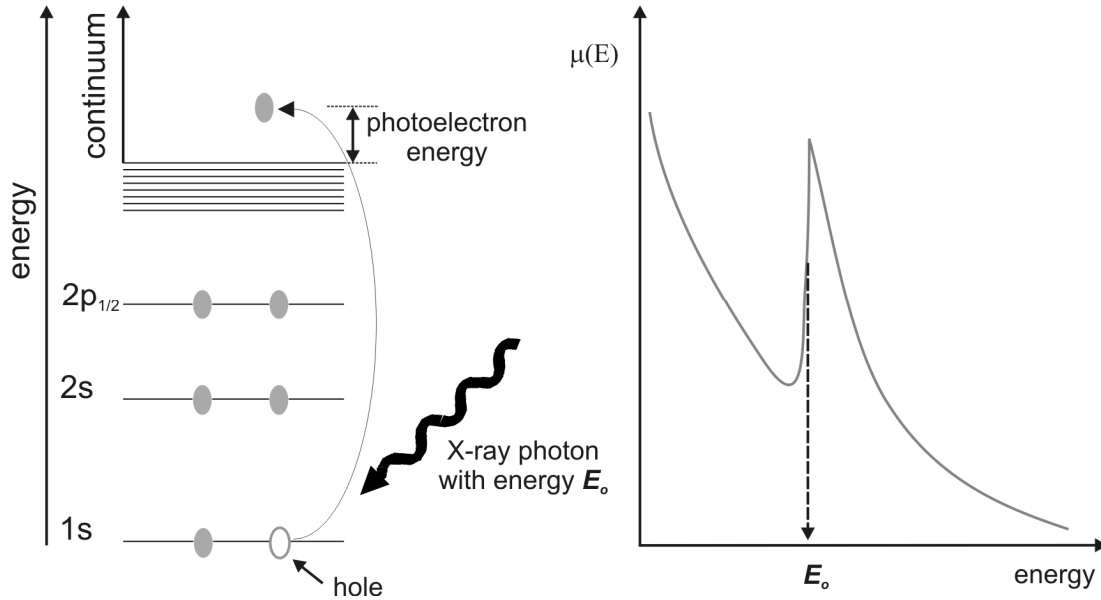 energy
continuum
photoelectron
energy
2p1/2
2s
1s
hole
X-ray photon
with energy Eo
μ(E)
Eo
energy